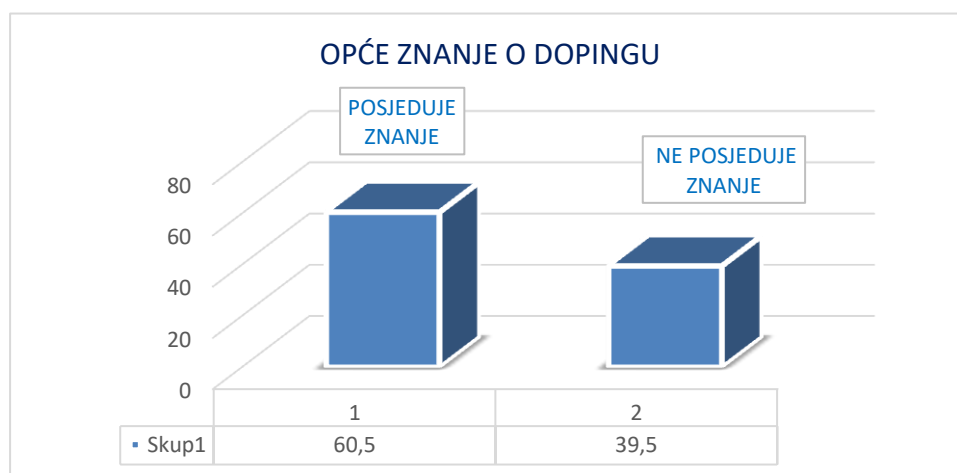 OPĆE ZNANJE O DOPINGU
POSJEDUJE
ZNANJE
NE POSJEDUJE
ZNANJE
80
60
40
20
0
1 2
Skup1 60,5 39,5